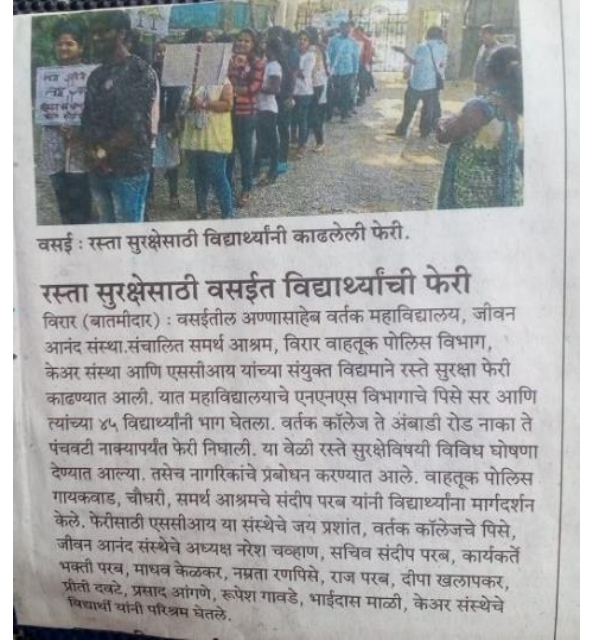 वसई : रस्ता सुरक्षेसाठी विद्यार्थ्यांनी काढलेली फेरी.
रस्ता सुरक्षेसाठी वसईत विद्यार्थ्यांची फेरी
विरार (बातमीदार) : वसईतील अण्णासाहेब वर्तक महाविद्यालय, जीवन
आनंद संस्था.संचालित समर्थ आश्रम, विरार वाहतूक पोलिस विभाग,
केअर संस्था आणि एससीआय यांच्या संयुक्त विद्यमाने रस्ते सुरक्षा फेरी
काढण्यात आली. यात महाविद्यालयाचे एनएनएस विभागाचे पिसे सर आणि
त्यांच्या ४५ विद्यार्थ्यांनी भाग घेतला. वर्तक कॉलेज ते अंबाडी रोड नाका ते
पंचवटी नाक्यापर्यंत फेरी निघाली. या वेळी रस्ते सुरक्षेविषयी विविध घोषणा
देण्यात आल्या. तसेच नागरिकांचे प्रबोधन करण्यात आले. वाहतूक पोलिस
गायकवाड, चौधरी, समर्थ आश्रमचे संदीप परब यांनी विद्यार्थ्यांना मार्गदर्शन
केले. फेरीसाठी एससीआय या संस्थेचे जय प्रशांत, वर्तक कॉलेजचे पिसे,
जीवन आनंद संस्थेचे अध्यक्ष नरेश चव्हाण, सचिव संदीप परब, कार्यकर्ते
भक्ती परब, माधव केळकर, नम्रता रणपिसे, राज परब, दीपा खलापकर,
प्रीती दवटे, प्रसाद आंगणे, रूपेश गावडे, भाईदास माळी, केअर संस्थेचे
विद्यार्थी यांनी परिश्रम घेतले.